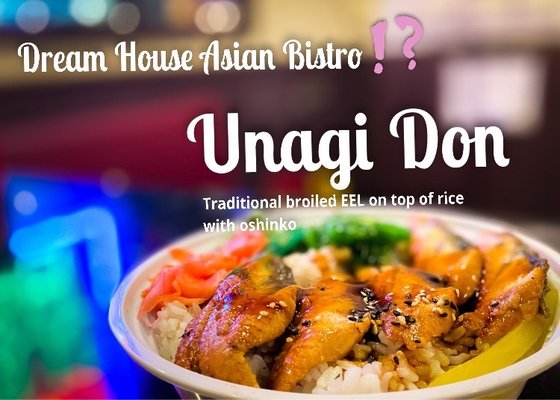 Dream House Asian Bistro !?
Unagi Don
Traditional broiled EEL on top of rice
with oshinko